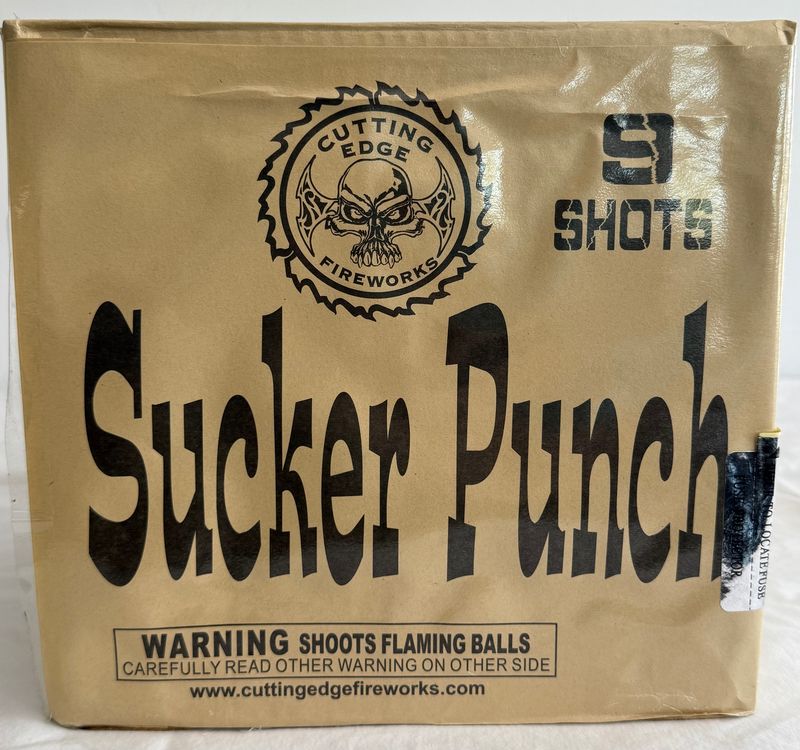 CUTTING
EDGE
FIREWORKS
9
SHOTS
Sucker Punch
TO LOCATE FUSE
WARNING SHOOTS FLAMING BALLS
CAREFULLY READ OTHER WARNING ON OTHER SIDE
www.cuttingedgefireworks.com